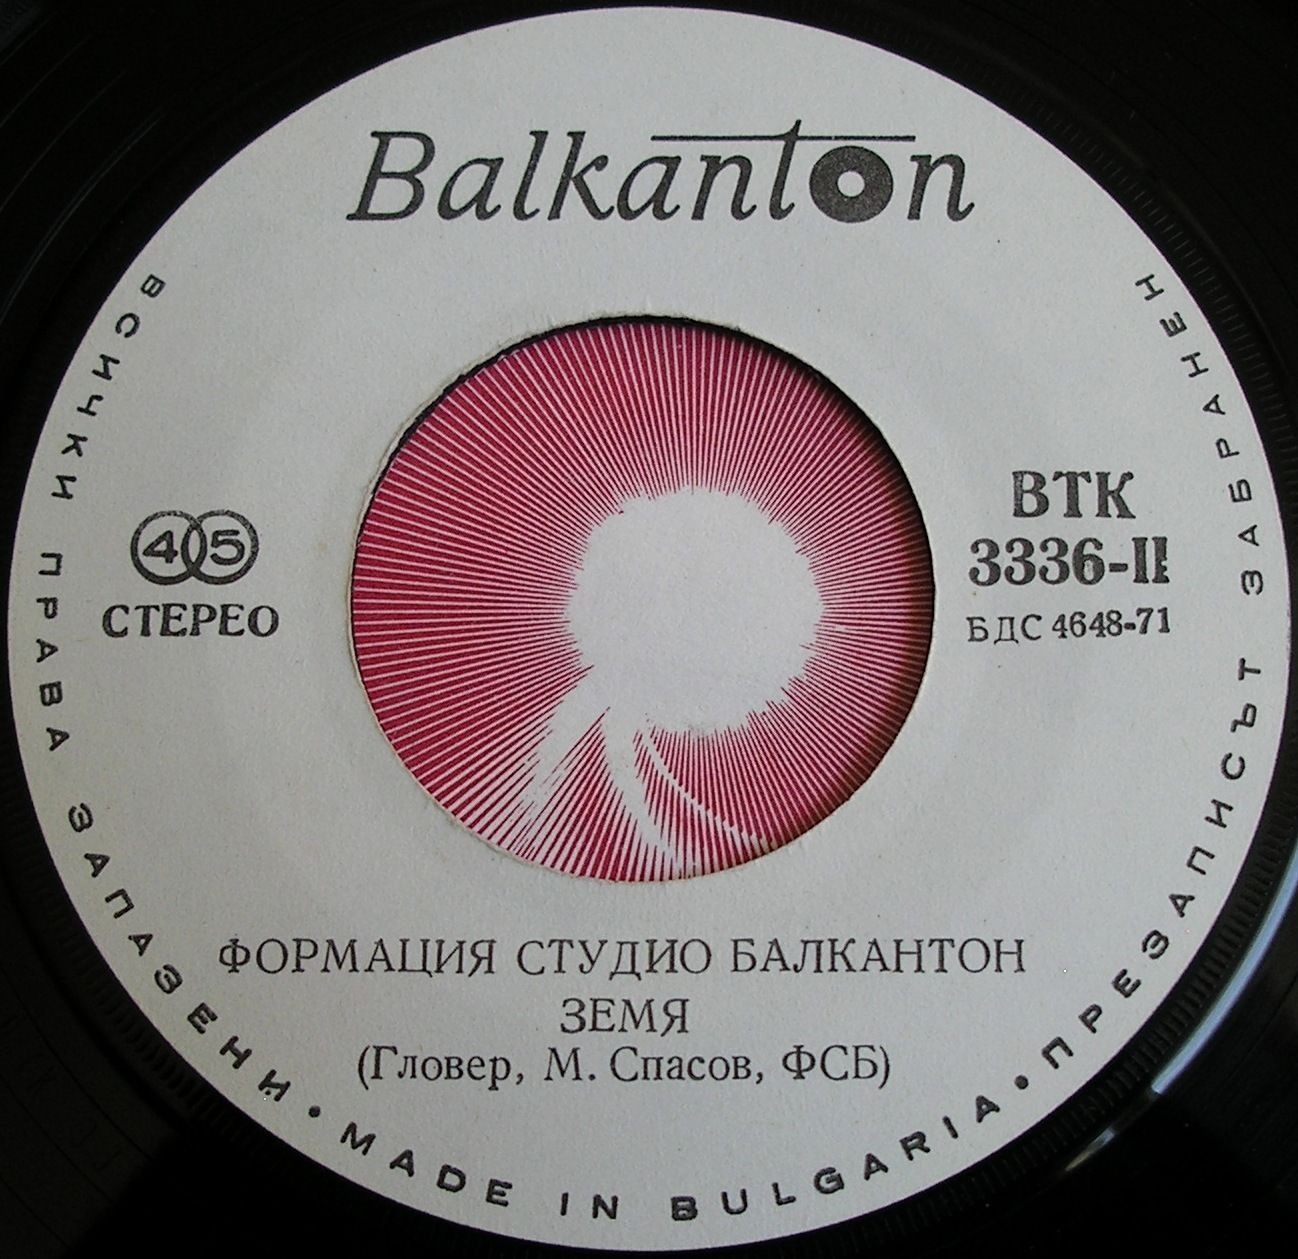 Balkanton
45
СТЕРЕО
ВТК
3336-II
БДС 4648-71
ФОРМАЦИЯ СТУДИО БАЛКАНТОН
ЗЕМЯ
(Гловер, М. Спасов, ФСБ)
ВСИЧКИ ПРАВА ЗАПАЗЕНИ • MADE IN BULGARIA • ПРЕЗАПИСЪТ ЗАБРАНЕН